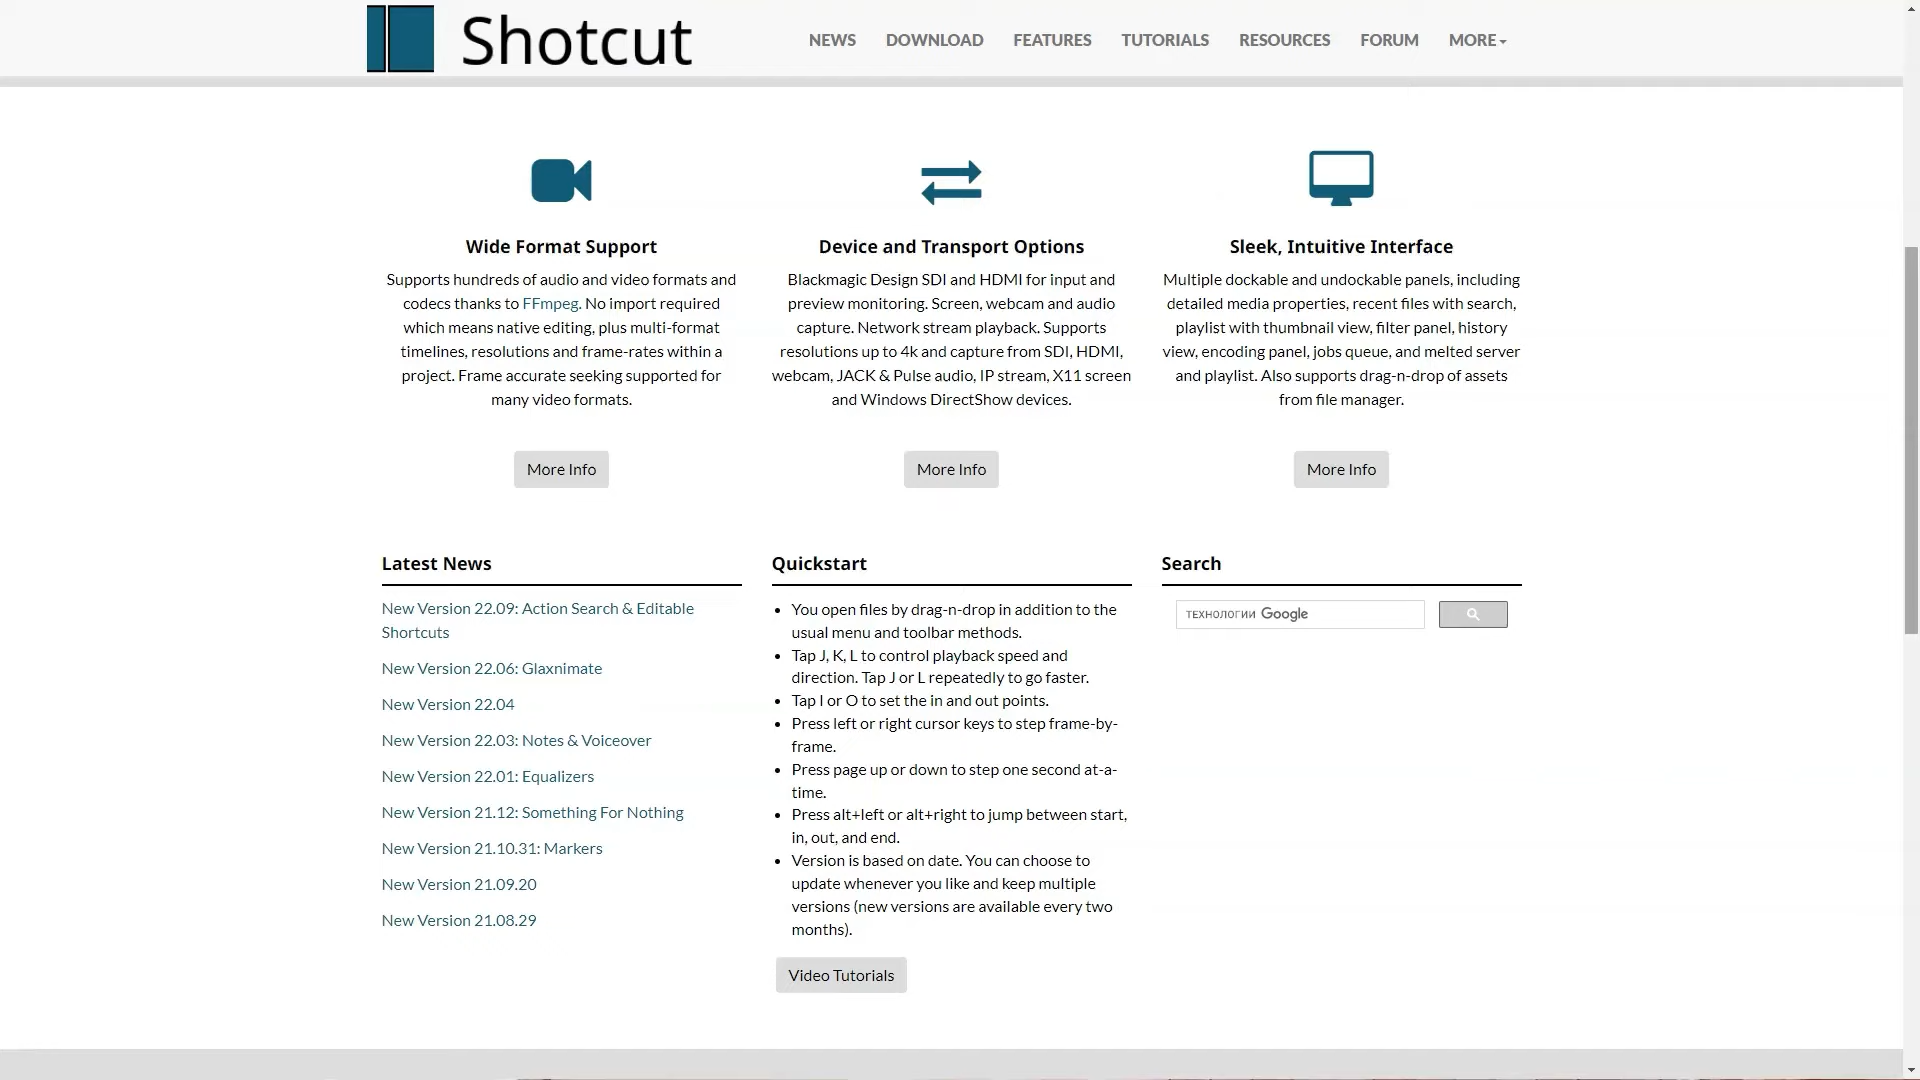 Shotcut
NEWS
DOWNLOAD
FEATURES
TUTORIALS
RESOURCES
FORUM
MORE
Wide Format Support
Supports hundreds of audio and video formats and
codecs thanks to FFmpeg. No import required
which means native editing, plus multi-format
timelines, resolutions and frame-rates within a
project. Frame accurate seeking supported for
many video formats.
More Info
Device and Transport Options
Blackmagic Design SDI and HDMI for input and
preview monitoring. Screen, webcam and audio
capture. Network stream playback. Supports
resolutions up to 4k and capture from SDI, HDMI,
webcam, JACK & Pulse audio, IP stream, X11 screen
and Windows DirectShow devices.
More Info
Sleek, Intuitive Interface
Multiple dockable and undockable panels, including
detailed media properties, recent files with search,
playlist with thumbnail view, filter panel, history
view, encoding panel, jobs queue, and melted server
and playlist. Also supports drag-n-drop of assets
from file manager.
More Info
Latest News
New Version 22.09: Action Search & Editable
Shortcuts
New Version 22.06: Glaxnimate
New Version 22.04
New Version 22.03: Notes & Voiceover
New Version 22.01: Equalizers
New Version 21.12: Something For Nothing
New Version 21.10.31: Markers
New Version 21.09.20
New Version 21.08.29
Quickstart
• You open files by drag-n-drop in addition to the
usual menu and toolbar methods.
• Tap J, K, L to control playback speed and
direction. Tap J or L repeatedly to go faster.
• Tap I or O to set the in and out points.
• Press left or right cursor keys to step frame-by-
frame.
• Press page up or down to step one second at-a-
time.
• Press alt+left or alt+right to jump between start,
in, out, and end.
• Version is based on date. You can choose to
update whenever you like and keep multiple
versions (new versions are available every two
months).
Video Tutorials
Search
технологии Google